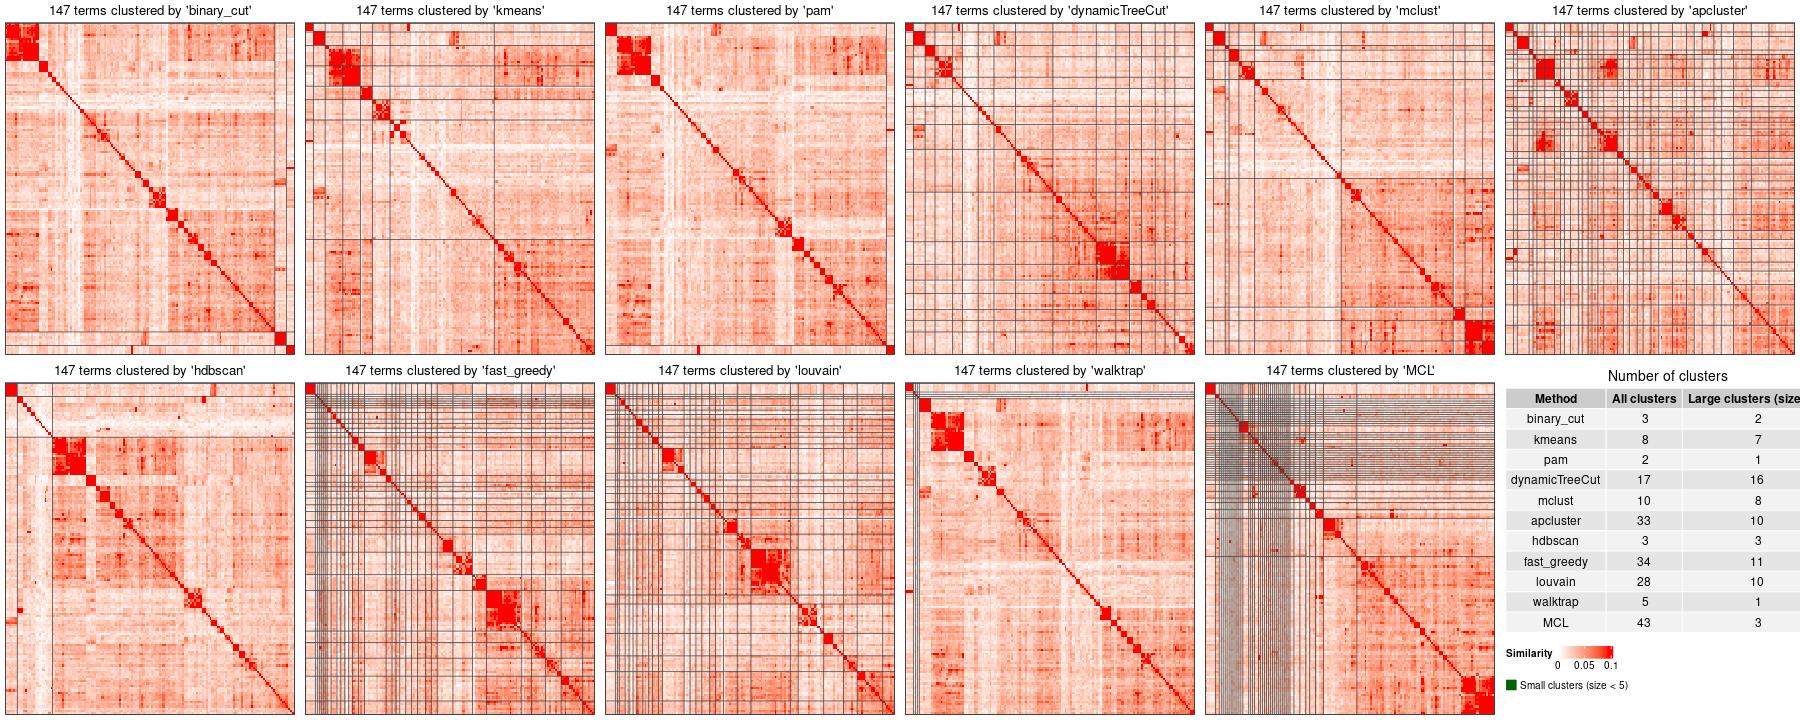 147 terms clustered by 'binary_cut'
147 terms clustered by 'kmeans'
147 terms clustered by 'pam'
147 terms clustered by 'dynamicTreeCut'
147 terms clustered by 'mclust'
147 terms clustered by 'apcluster'
147 terms clustered by 'hdbscan'
147 terms clustered by 'fast_greedy'
147 terms clustered by 'louvain'
147 terms clustered by 'walktrap'
147 terms clustered by 'MCL'
Number of clusters
Method All clusters Large clusters (size
binary_cut 3 2
kmeans 8 7
pam 2 1
dynamicTreeCut 17 16
mclust 10 8
apcluster 33 10
hdbscan 3 3
fast_greedy 34 11
louvain 28 10
walktrap 5 1
MCL 43 3
Similarity
0 0.05 0.1
Small clusters (size < 5)